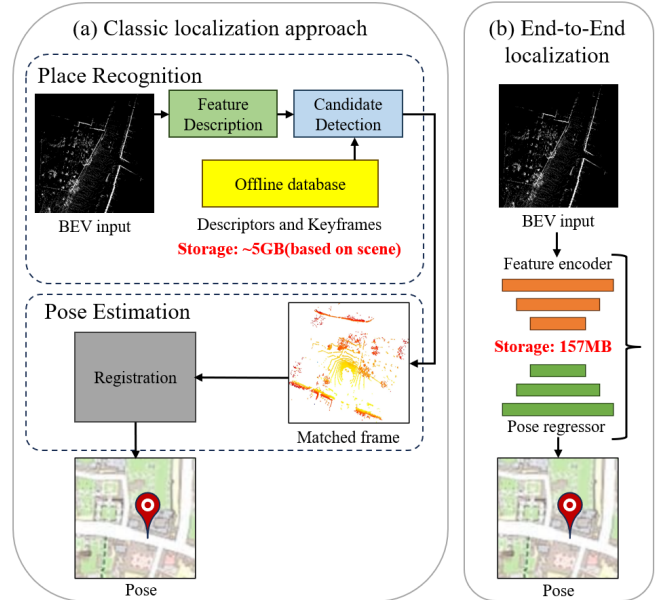 (a) Classic localization approach
Place Recognition
Feature
Description
Candidate
Detection
Offline database
BEV input
Descriptors and Keyframes
Storage: ~5GB(based on scene)
Pose Estimation
Registration
Matched frame
Pose
(b) End-to-End
localization
BEV input
Feature encoder
Storage: 157MB
Pose regressor
Pose